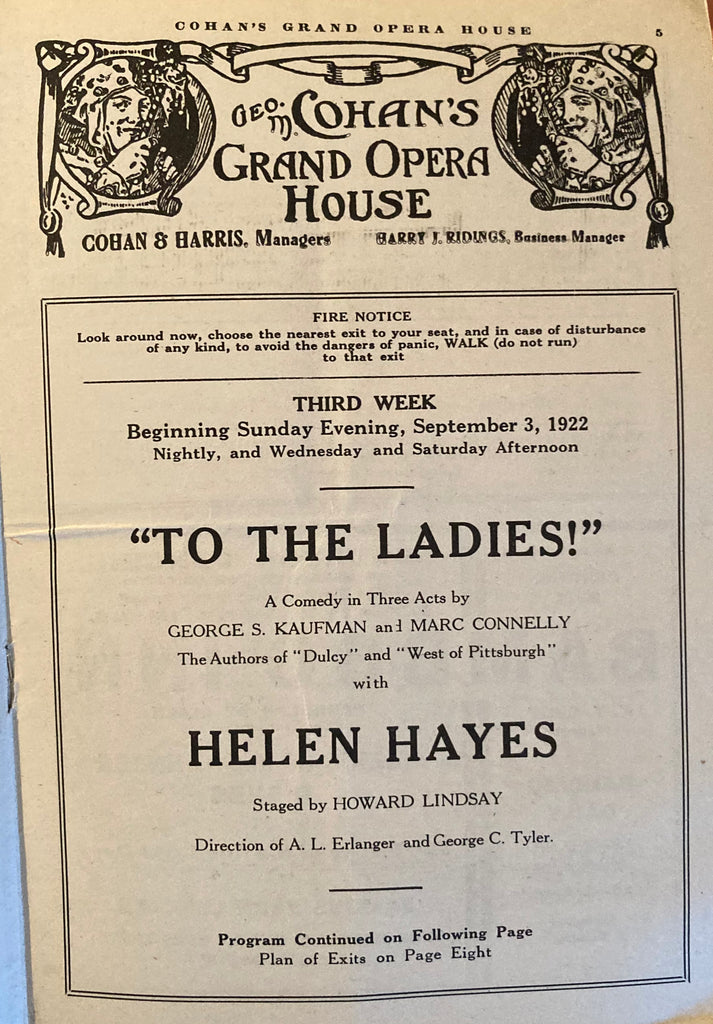 COHAN'S GRAND OPERA HOUSE 5
GEO. M. COHAN'S
GRAND OPERA
HOUSE
COHAN & HARRIS, Managers HARRY J. RIDINGS, Business Manager
FIRE NOTICE
Look around now, choose the nearest exit to your seat, and in case of disturbance
of any kind, to avoid the dangers of panic, WALK (do not run)
to that exit
THIRD WEEK
Beginning Sunday Evening, September 3, 1922
Nightly, and Wednesday and Saturday Afternoon
"TO THE LADIES!"
A Comedy in Three Acts by
GEORGE S. KAUFMAN and MARC CONNELLY
The Authors of "Dulcy" and "West of Pittsburgh"
with
HELEN HAYES
Staged by HOWARD LINDSAY
Direction of A. L. Erlanger and George C. Tyler.
Program Continued on Following Page
Plan of Exits on Page Eight